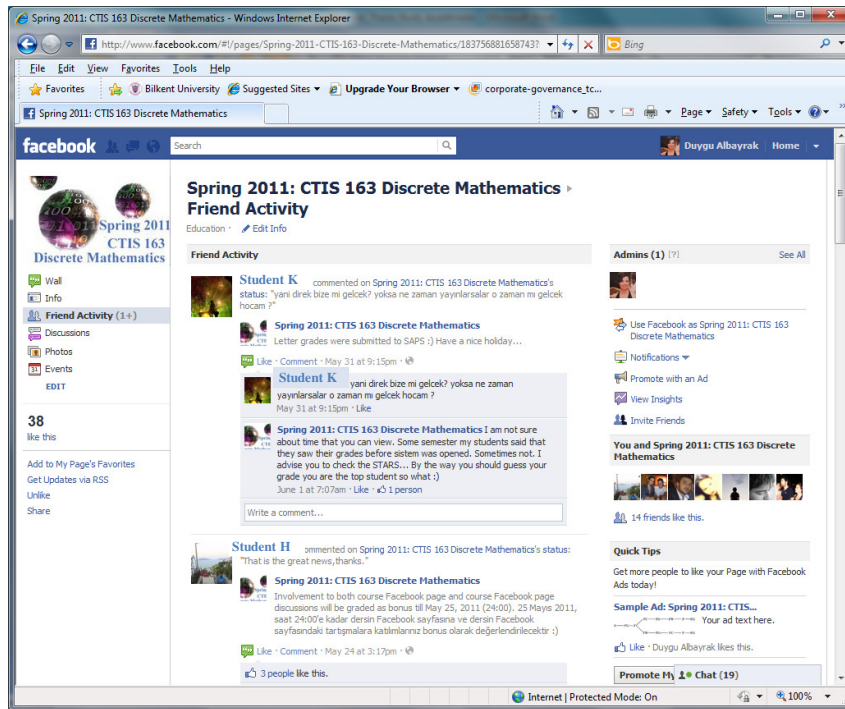 Spring 2011: CTIS 163 Discrete Mathematics - Windows Internet Explorer
http://www.facebook.com/#!/pages/Spring-2011-CTIS-163-Discrete-Mathematics/183756881658743?
Bing
File Edit View Favorites Tools Help
Favorites Bilkent University Suggested Sites Upgrade Your Browser corporate-governance_tc...
Spring 2011: CTIS 163 Discrete Mathematics
Page Safety Tools
facebook
Search
Duygu Albayrak Home
Spring 2011
CTIS 163
Discrete Mathematics
Wall
Info
Friend Activity (1+)
Discussions
Photos
Events
EDIT
38
like this
Add to My Page's Favorites
Get Updates via RSS
Unlike
Share
Spring 2011: CTIS 163 Discrete Mathematics ▸
Friend Activity
Education · Edit Info
Friend Activity
Student K commented on Spring 2011: CTIS 163 Discrete Mathematics's
status: "yani direk bize mi gelcek? yoksa ne zaman yayınlarsalar o zaman mı gelcek
hocam ?"
Spring 2011: CTIS 163 Discrete Mathematics
Letter grades were submitted to SAPS :) Have a nice holiday...
Like · Comment · May 31 at 9:15pm ·
Student K yani direk bize mi gelcek? yoksa ne zaman
yayınlarsalar o zaman mı gelcek hocam ?
May 31 at 9:15pm · Like
Spring 2011: CTIS 163 Discrete Mathematics I am not sure
about time that you can view. Some semester my students said that
they saw their grades before sistem was opened. Sometimes not. I
advise you to check the STARS... By the way you should guess your
grade you are the top student so what :)
June 1 at 7:07am · Like · 1 person
Write a comment...
Student H ommented on Spring 2011: CTIS 163 Discrete Mathematics's status:
"That is the great news,thanks."
Spring 2011: CTIS 163 Discrete Mathematics
Involvement to both course Facebook page and course Facebook page
discussions will be graded as bonus till May 25, 2011 (24:00). 25 Mayıs 2011,
saat 24:00'e kadar dersin Facebook sayfasına ve dersin Facebook
sayfasındaki tartışmalara katılımlarınız bonus olarak değerlendirilecektir :)
Like · Comment · May 24 at 3:17pm ·
3 people like this.
Admins (1) [?] See All
Use Facebook as Spring 2011: CTIS 163
Discrete Mathematics
Notifications
Promote with an Ad
View Insights
Invite Friends
You and Spring 2011: CTIS 163 Discrete
Mathematics
14 friends like this.
Quick Tips
Get more people to like your Page with Facebook
Ads today!
Sample Ad: Spring 2011: CTIS...
Your ad text here.
Like · Duygu Albayrak likes this.
Promote My
Chat (19)
Internet | Protected Mode: On
100%